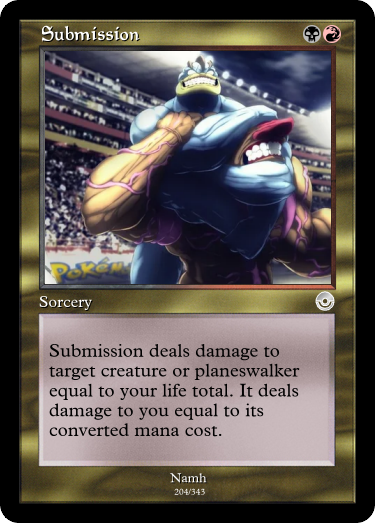 Submission
POKéM
Sorcery
Submission deals damage to
target creature or planeswalker
equal to your life total. It deals
damage to you equal to its
converted mana cost.
Namh
204/343